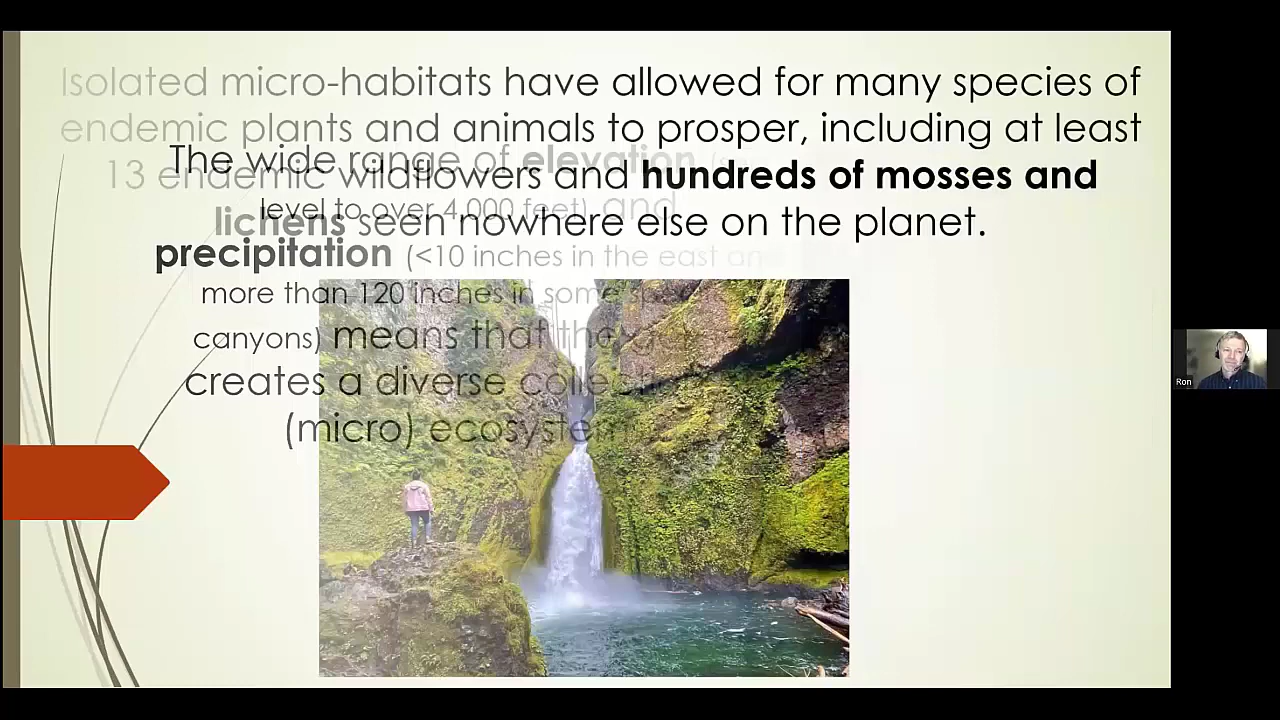 Isolated micro-habitats have allowed for many species of
endemic plants and animals to prosper, including at least
13 endemic wildflowers and hundreds of mosses and
lichens seen nowhere else on the planet.
The wide range of elevation
level to over 4,000 feet) and
precipitation (<10 inches in the east and
more than 120 inches in some
canyons) means that the
creates a diverse
(micro)
Ron